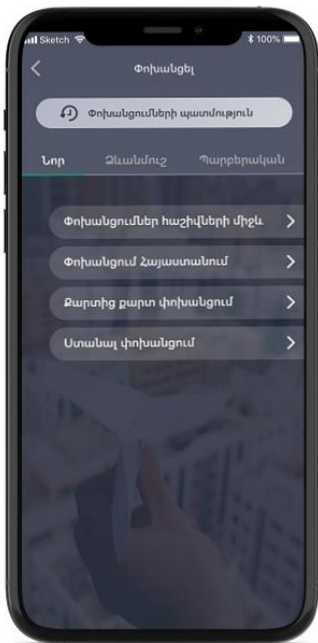 Sketch 100%
Փոխանցել
Փոխանցումների պատմություն
Նոր Ձևանմուշ Պարբերական
Փոխանցումներ հաշիվների միջև
Փոխանցում Հայաստանում
Քարտից քարտ փոխանցում
Ստանալ փոխանցում